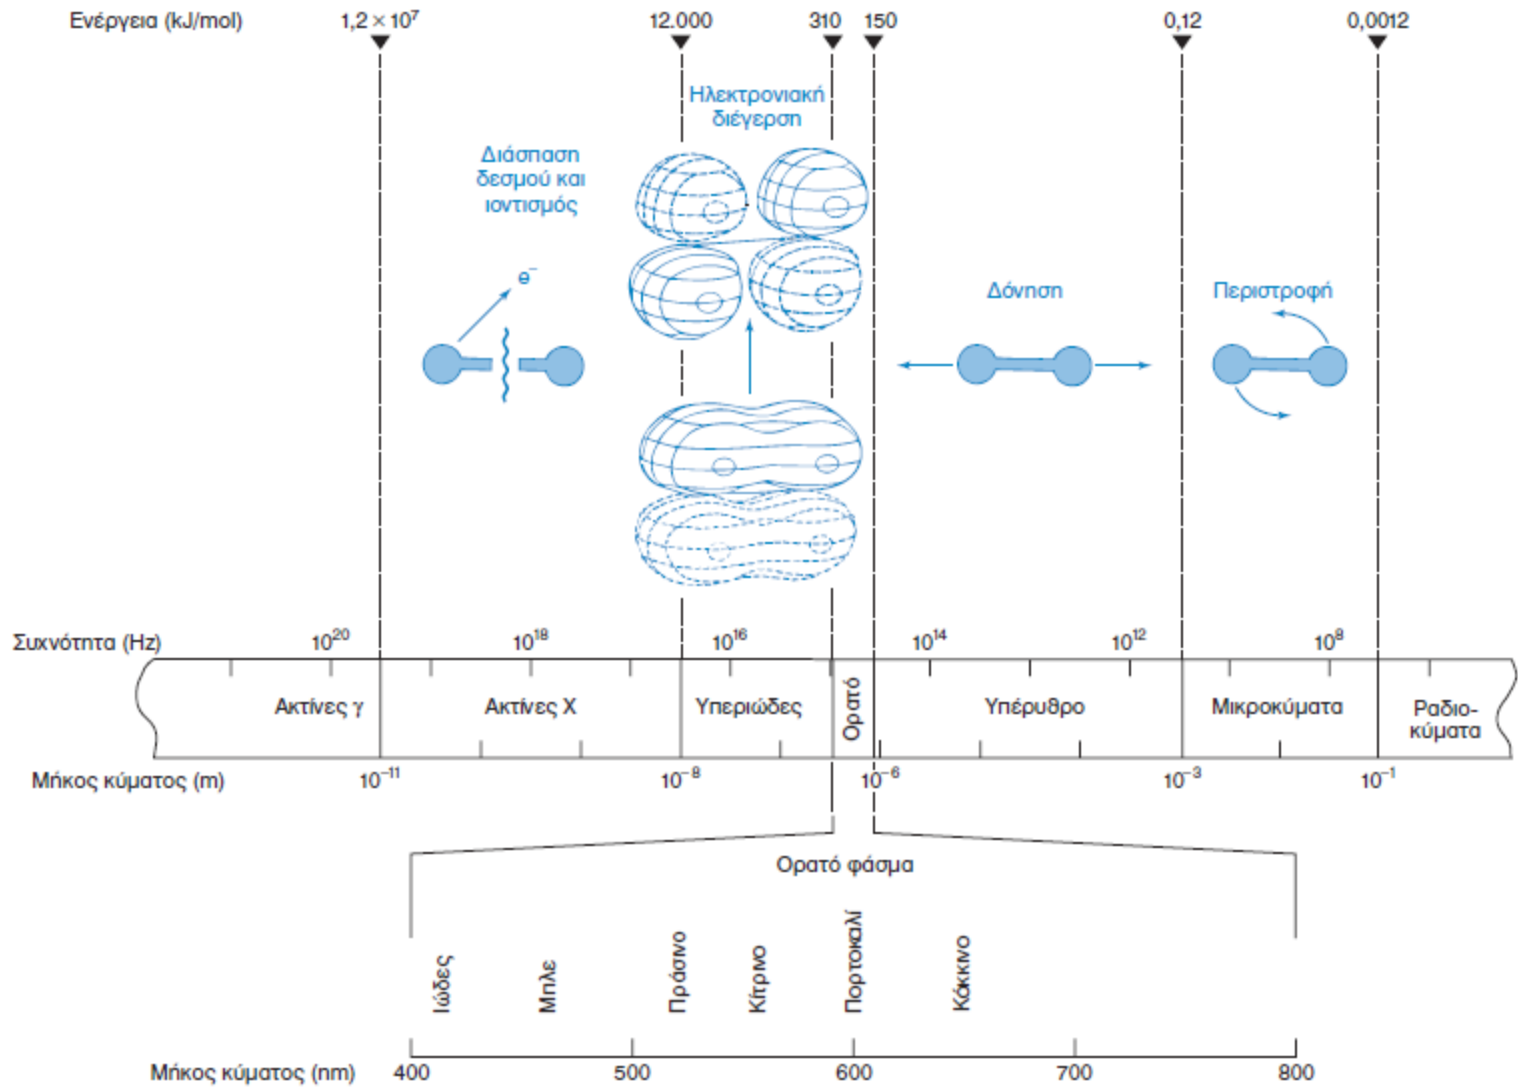 Ενέργεια (kJ/mol) 1,2 × 10⁷ 12.000 310 150 0,12 0,0012
Ηλεκτρονιακή
διέγερση
Διάσπαση
δεσμού και
ιοντισμός
e⁻
Δόνηση
Περιστροφή
Συχνότητα (Hz) 10²⁰ 10¹⁸ 10¹⁶ 10¹⁴ 10¹² 10⁸
Ακτίνες γ Ακτίνες Χ Υπεριώδες Ορατό Υπέρυθρο Μικροκύματα Ραδιο-
κύματα
Μήκος κύματος (m) 10⁻¹¹ 10⁻⁸ 10⁻⁶ 10⁻³ 10⁻¹
Ορατό φάσμα
Ιώδες Μπλε Πράσινο Κίτρινο Πορτοκαλί Κόκκινο
Μήκος κύματος (nm) 400 500 600 700 800